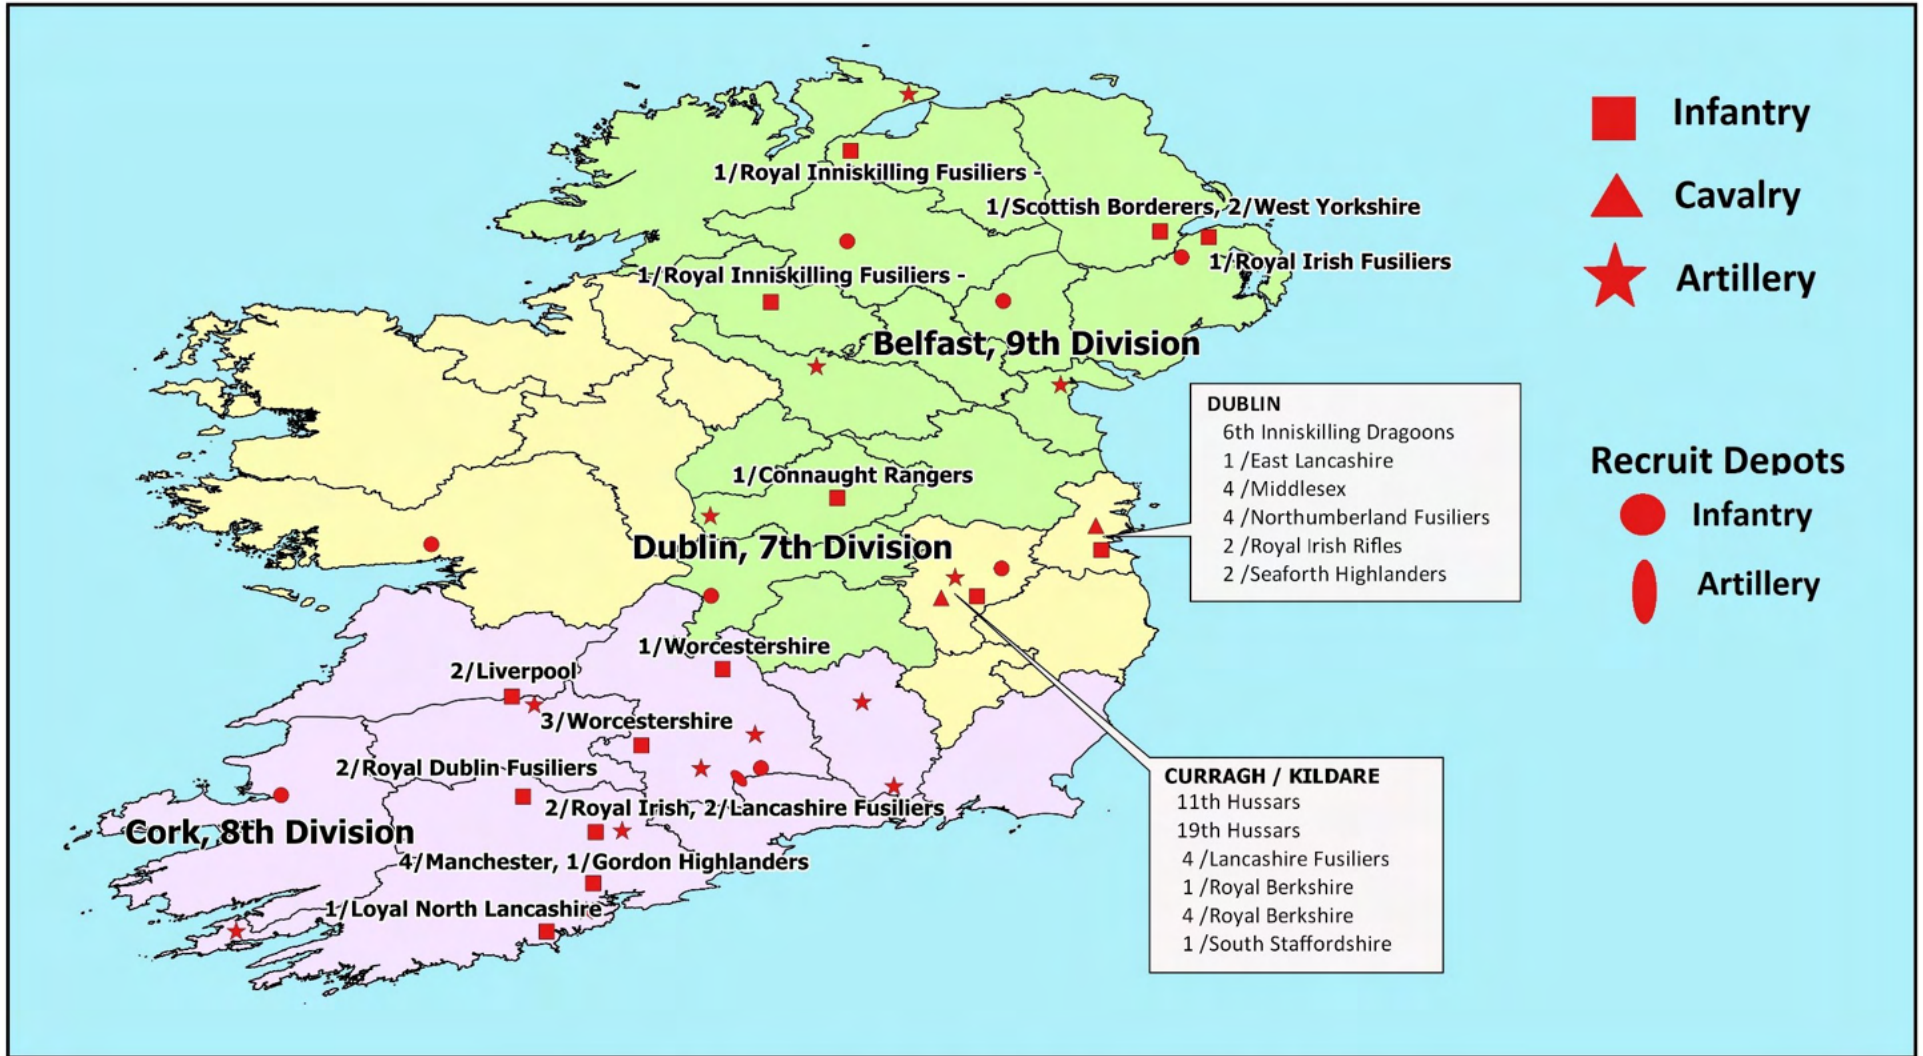 Infantry
Cavalry
Artillery
Recruit Depots
Infantry
Artillery
1/Royal Inniskilling Fusiliers -
1/Scottish Borderers, 2/West Yorkshire
1/Royal Irish Fusiliers
1/Royal Inniskilling Fusiliers -
Belfast, 9th Division
1/Connaught Rangers
Dublin, 7th Division
DUBLIN
6th Inniskilling Dragoons
1 /East Lancashire
4 /Middlesex
4 /Northumberland Fusiliers
2 /Royal Irish Rifles
2 /Seaforth Highlanders
1/Worcestershire
2/Liverpool
3/Worcestershire
2/Royal Dublin Fusiliers
2/Royal Irish, 2/Lancashire Fusiliers
Cork, 8th Division
4/Manchester, 1/Gordon Highlanders
1/Loyal North Lancashire
CURRAGH / KILDARE
11th Hussars
19th Hussars
4 /Lancashire Fusiliers
1 /Royal Berkshire
4 /Royal Berkshire
1 /South Staffordshire